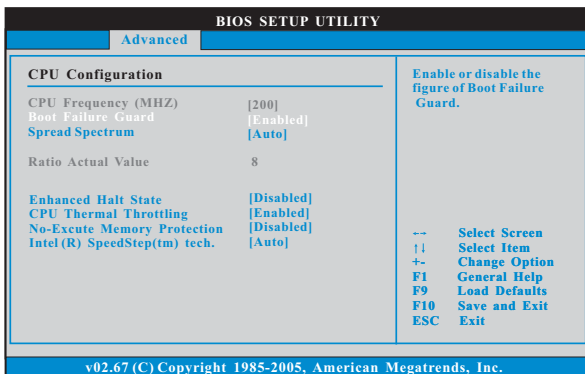 BIOS SETUP UTILITY
Advanced
CPU Configuration
CPU Frequency (MHZ) [200]
Boot Failure Guard [Enabled]
Spread Spectrum [Auto]
Ratio Actual Value 8
Enhanced Halt State [Disabled]
CPU Thermal Throttling [Enabled]
No-Excute Memory Protection [Disabled]
Intel (R) SpeedStep(tm) tech. [Auto]
Enable or disable the
figure of Boot Failure
Guard.
←→ Select Screen
↑↓ Select Item
+- Change Option
F1 General Help
F9 Load Defaults
F10 Save and Exit
ESC Exit
v02.67 (C) Copyright 1985-2005, American Megatrends, Inc.